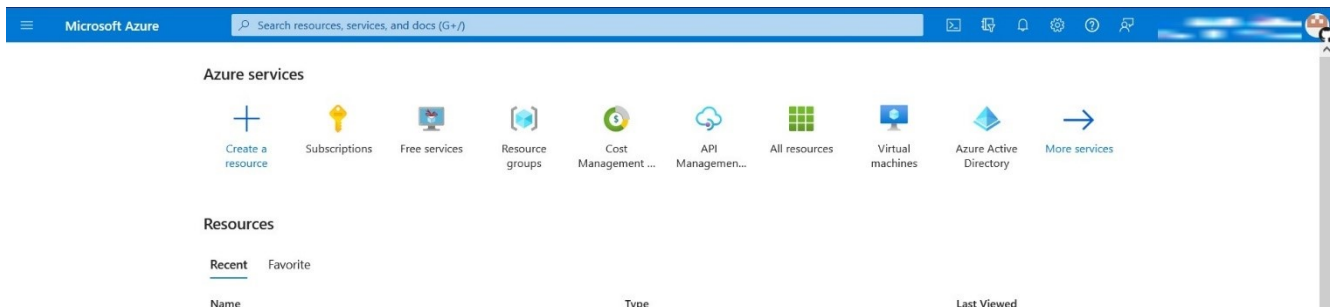 Microsoft Azure
Search resources, services, and docs (G+/)
Azure services
Create a resource
Subscriptions
Free services
Resource groups
Cost Management ...
API Managemen...
All resources
Virtual machines
Azure Active Directory
More services
Resources
Recent Favorite
Name Type Last Viewed